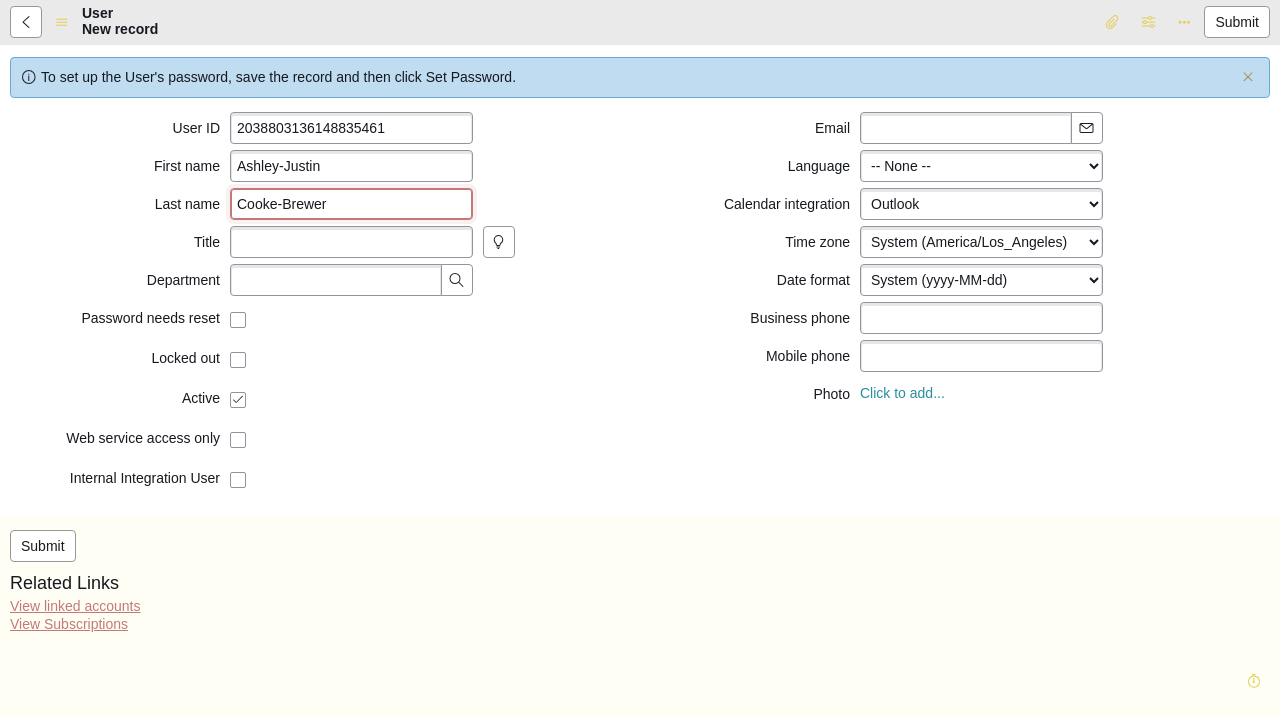 User
New record
Submit
To set up the User's password, save the record and then click Set Password.
User ID
2038803136148835461
First name
Ashley-Justin
Last name
Cooke-Brewer
Title
Department
Password needs reset
Locked out
Active
Web service access only
Internal Integration User
Email
Language
-- None --
Calendar integration
Outlook
Time zone
System (America/Los_Angeles)
Date format
System (yyyy-MM-dd)
Business phone
Mobile phone
Photo
Click to add...
Submit
Related Links
View linked accounts
View Subscriptions